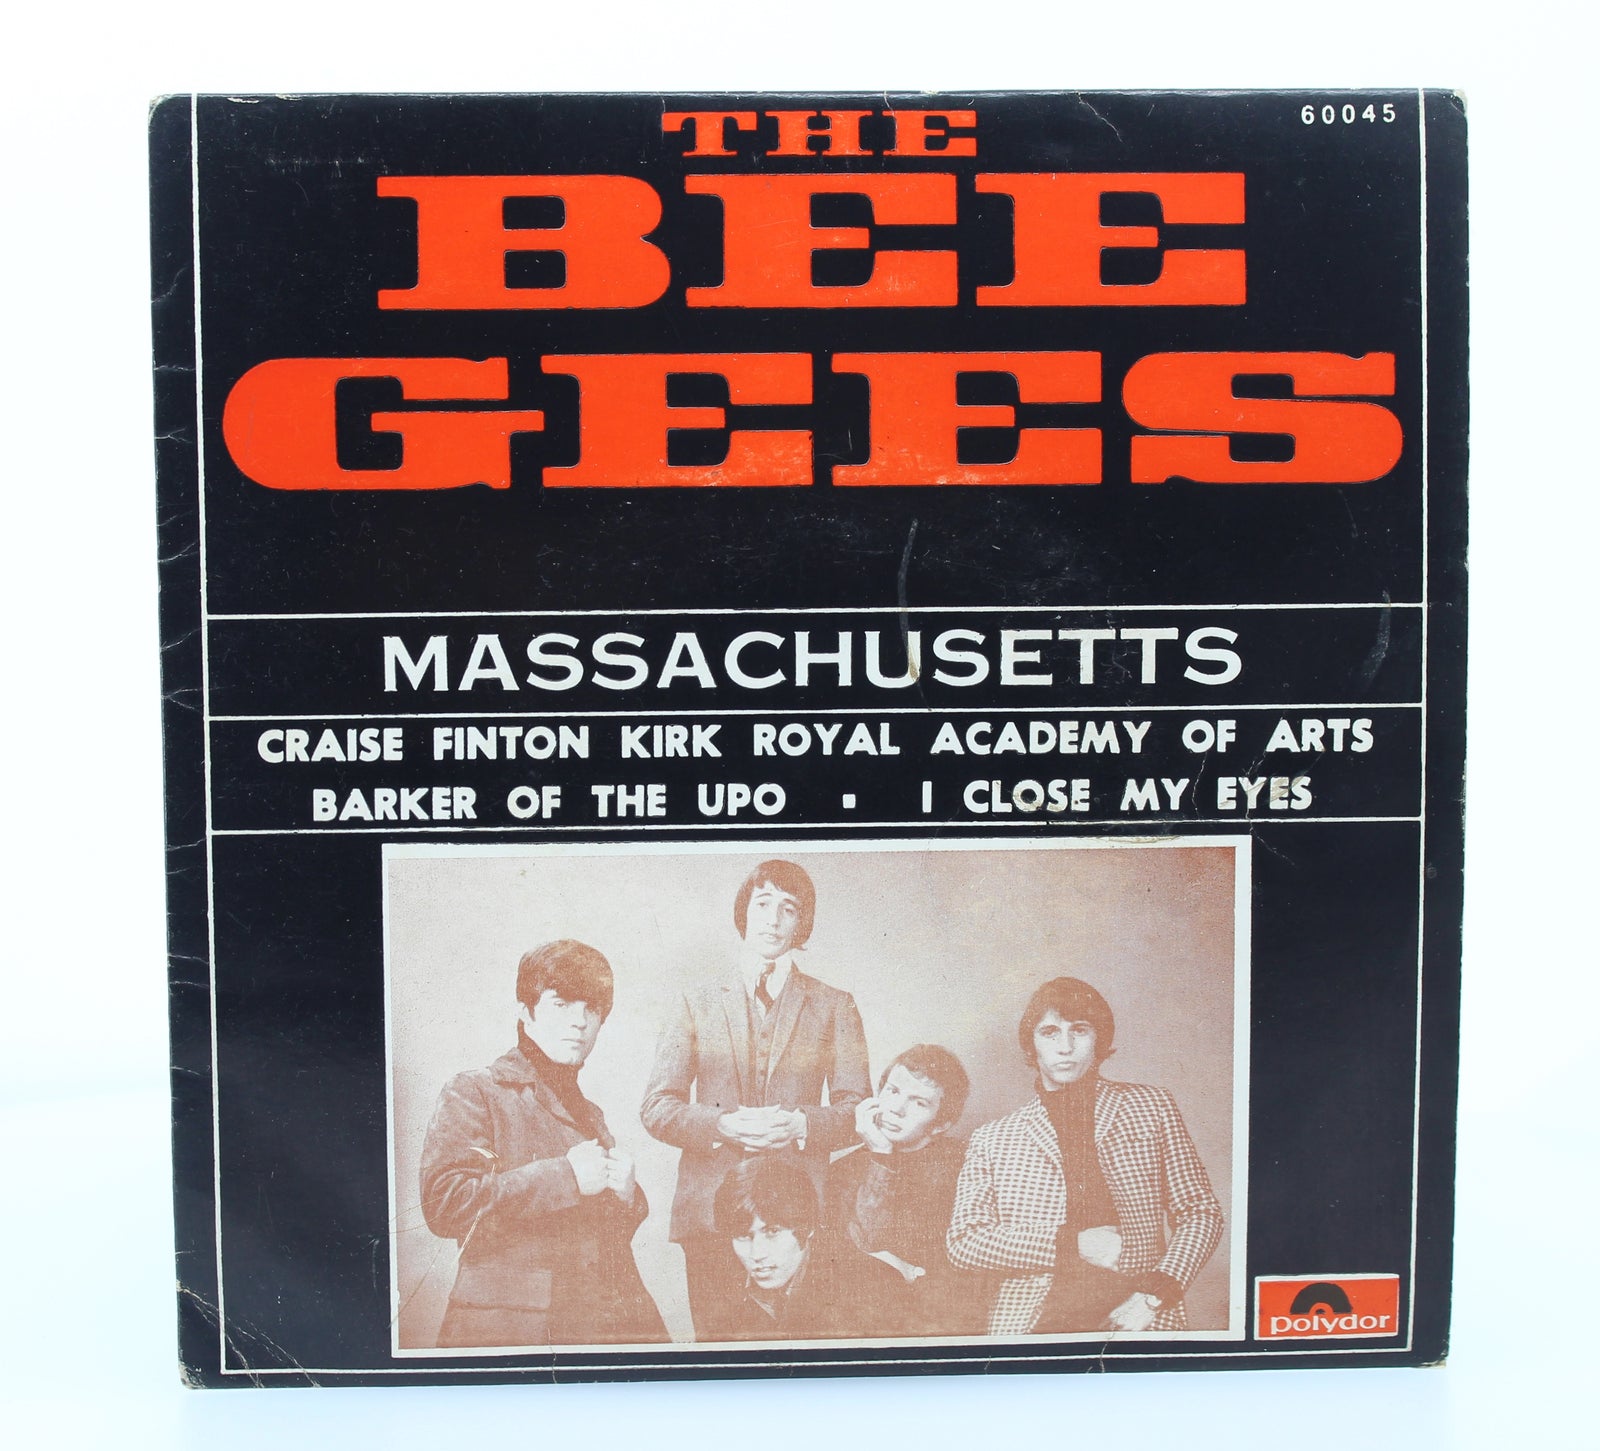 60045
THE
BEE
GEES
MASSACHUSETTS
CRAISE FINTON KIRK ROYAL ACADEMY OF ARTS
BARKER OF THE UPO ▪ I CLOSE MY EYES
polydor